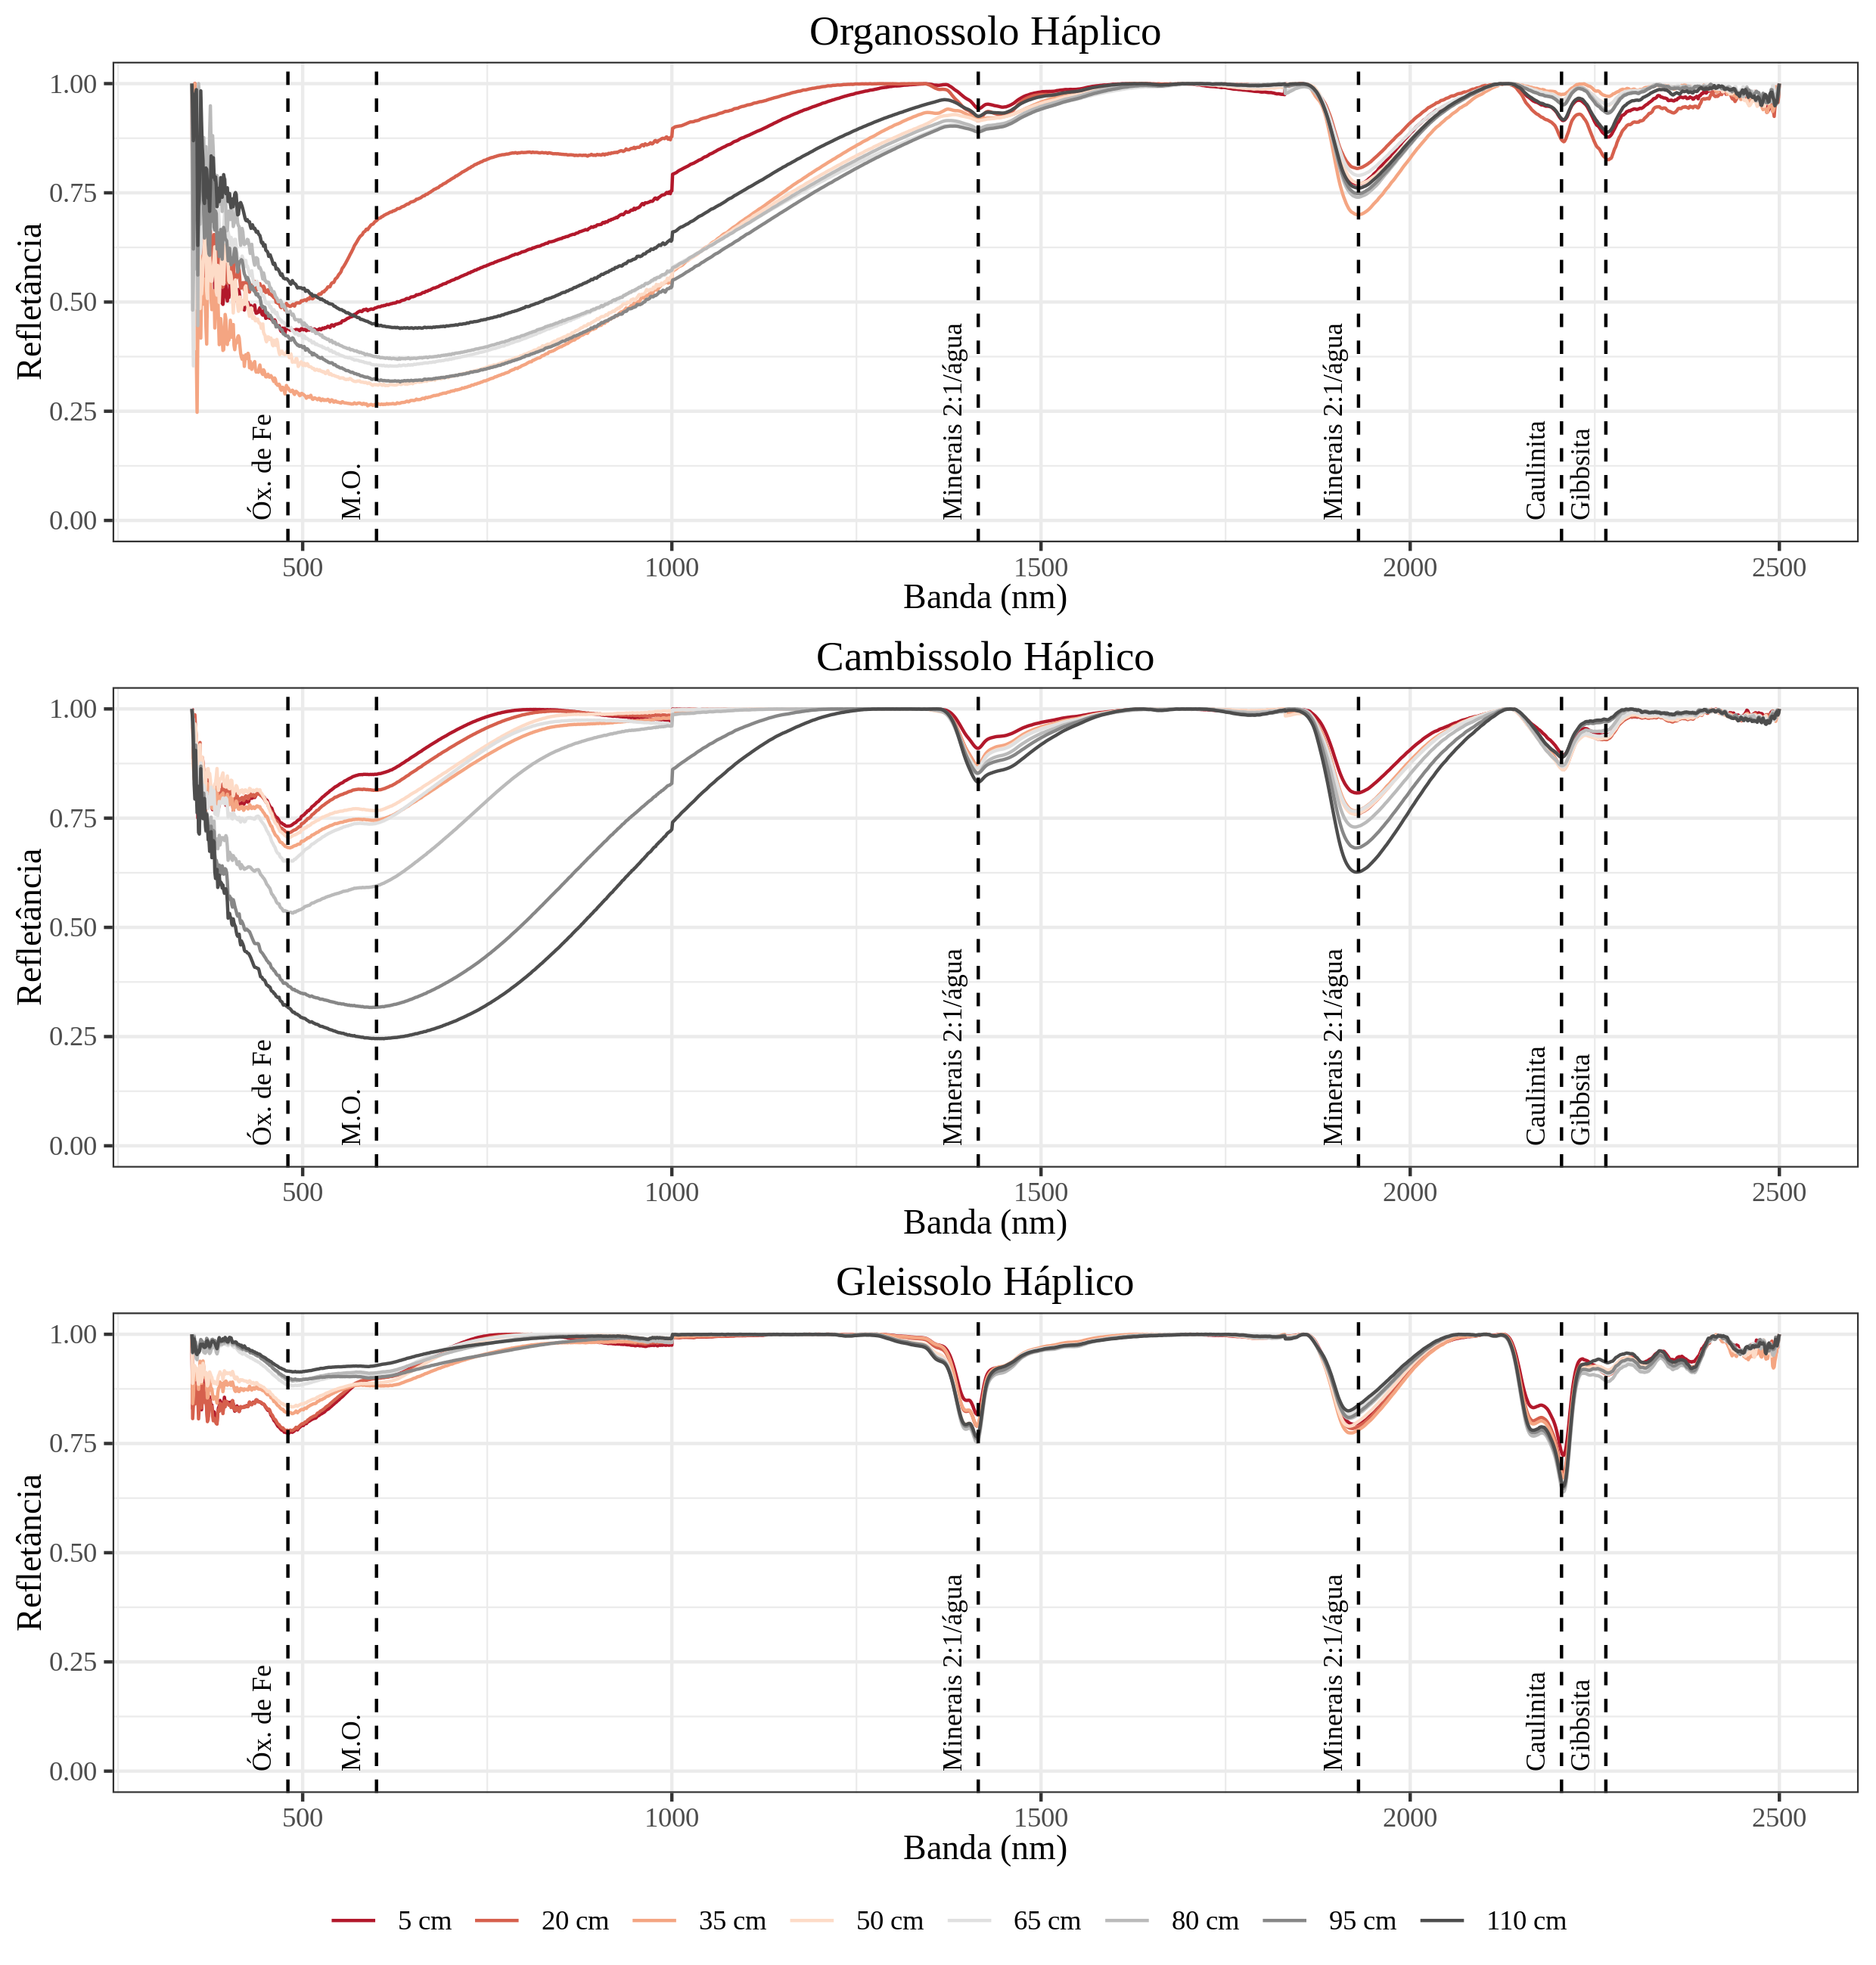 Organossolo Háplico
Refletância
1.00
0.75
0.50
0.25
0.00
Óx. de Fe
M.O.
Minerais 2:1/água
Minerais 2:1/água
Caulinita
Gibbsita
500 1000 1500 2000 2500
Banda (nm)
Cambissolo Háplico
Refletância
1.00
0.75
0.50
0.25
0.00
Óx. de Fe
M.O.
Minerais 2:1/água
Minerais 2:1/água
Caulinita
Gibbsita
500 1000 1500 2000 2500
Banda (nm)
Gleissolo Háplico
Refletância
1.00
0.75
0.50
0.25
0.00
Óx. de Fe
M.O.
Minerais 2:1/água
Minerais 2:1/água
Caulinita
Gibbsita
500 1000 1500 2000 2500
Banda (nm)
5 cm 20 cm 35 cm 50 cm 65 cm 80 cm 95 cm 110 cm